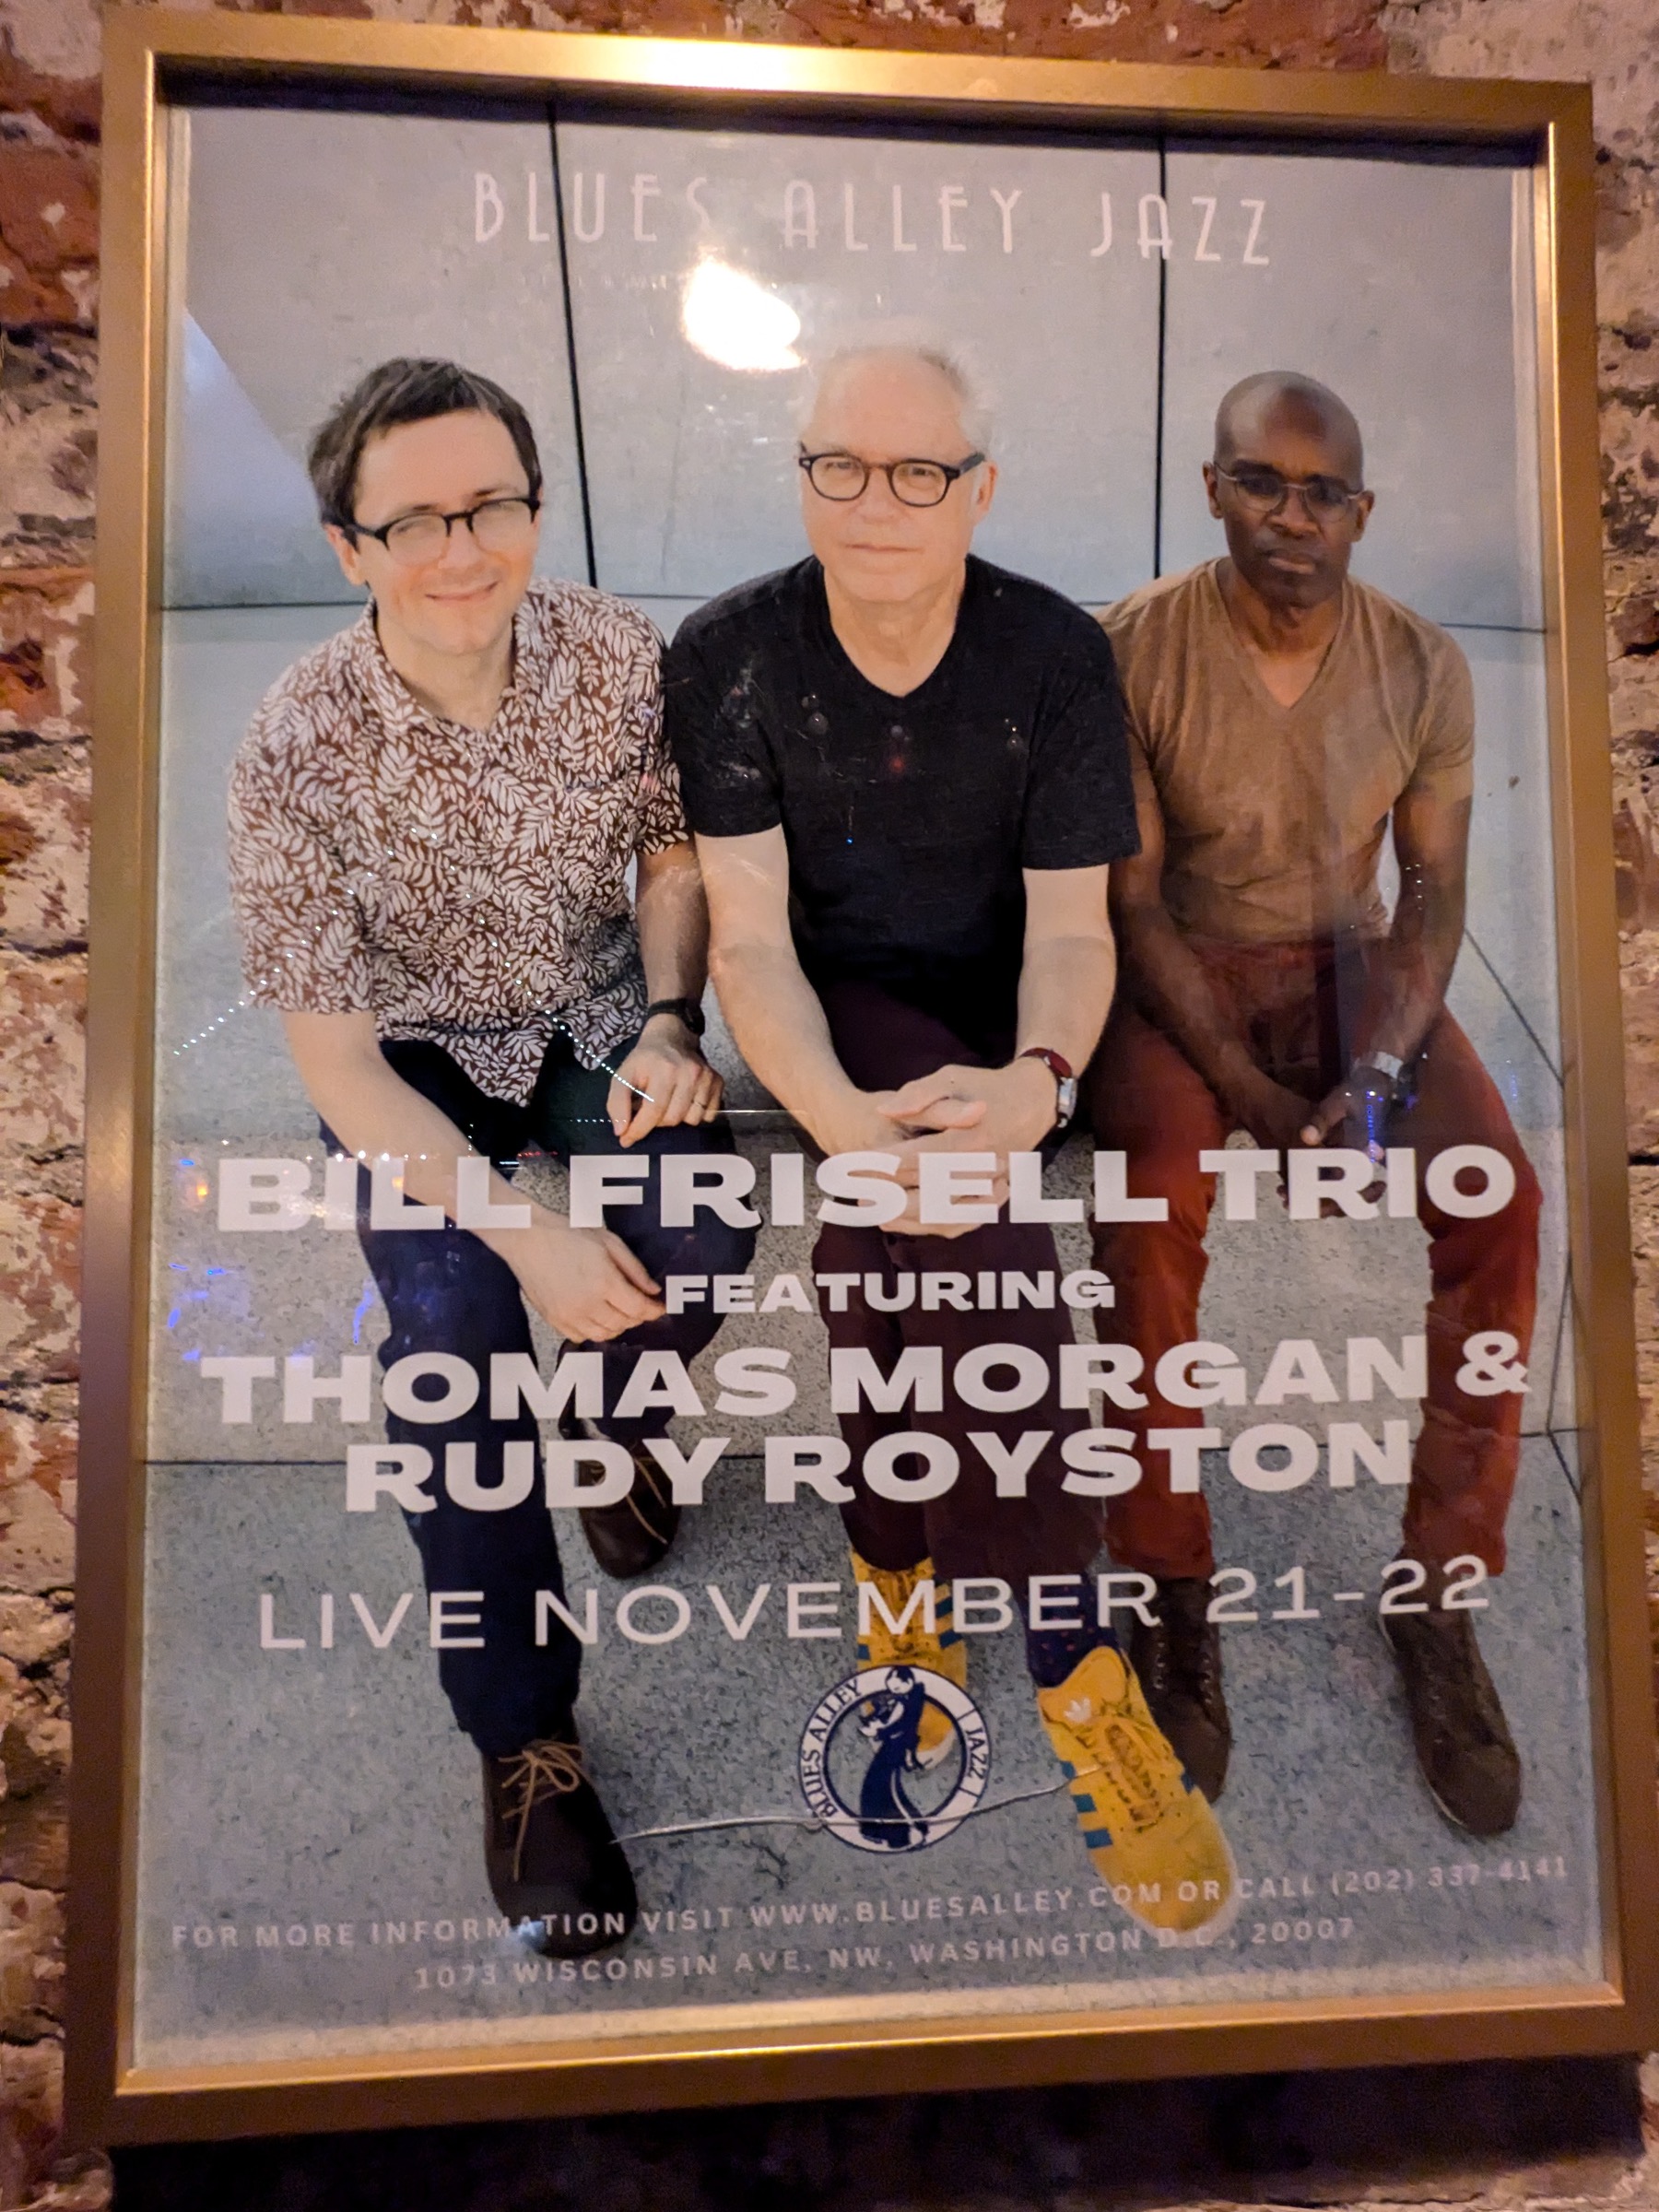 BLUES ALLEY JAZZ
BILL FRISELL TRIO
FEATURING
THOMAS MORGAN &
RUDY ROYSTON
LIVE NOVEMBER 21-22
BLUES ALLEY JAZZ
FOR MORE INFORMATION VISIT WWW.BLUESALLEY.COM OR CALL (202) 337-4141
1073 WISCONSIN AVE, NW, WASHINGTON D.C., 20007